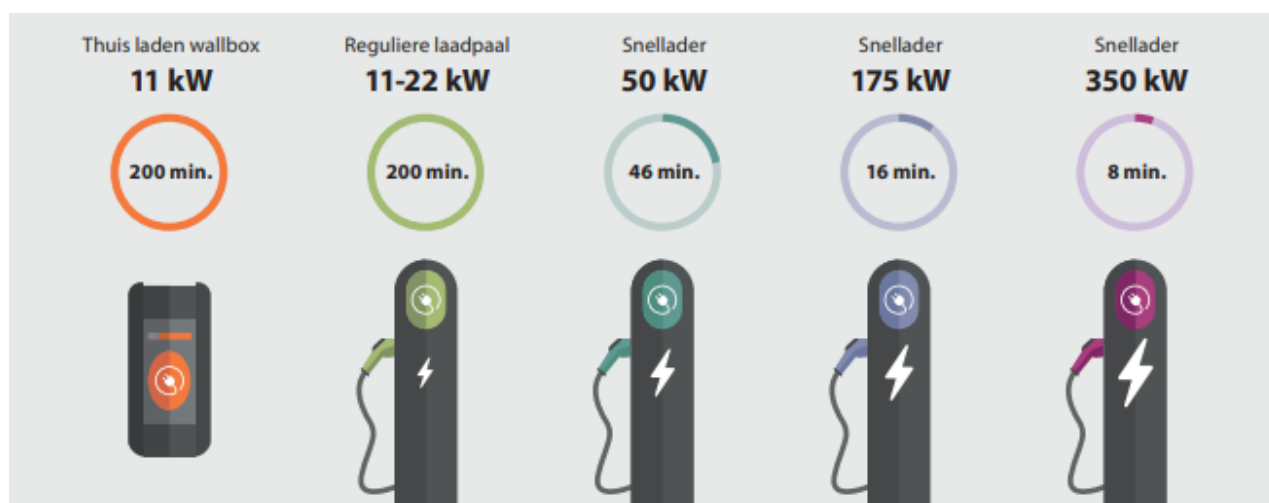 Thuis laden wallbox
11 kW
200 min.
Reguliere laadpaal
11-22 kW
200 min.
Snellader
50 kW
46 min.
Snellader
175 kW
16 min.
Snellader
350 kW
8 min.